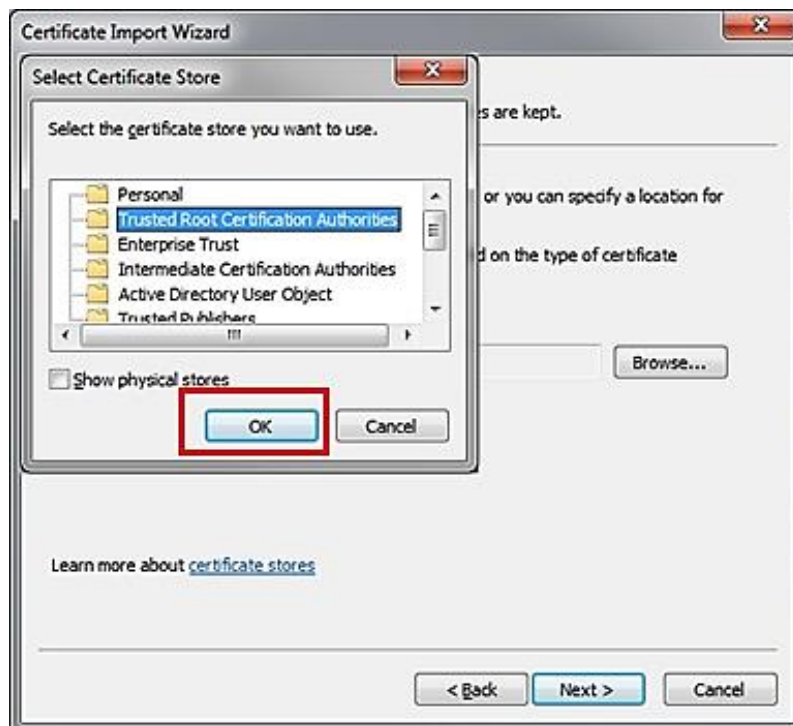 Certificate Import Wizard
Select Certificate Store
Select the certificate store you want to use.
Personal
Trusted Root Certification Authorities
Enterprise Trust
Intermediate Certification Authorities
Active Directory User Object
Trusted Publishers
Show physical stores
OK
Cancel
are kept.
or you can specify a location for
on the type of certificate
Browse...
Learn more about certificate stores
< Back
Next >
Cancel